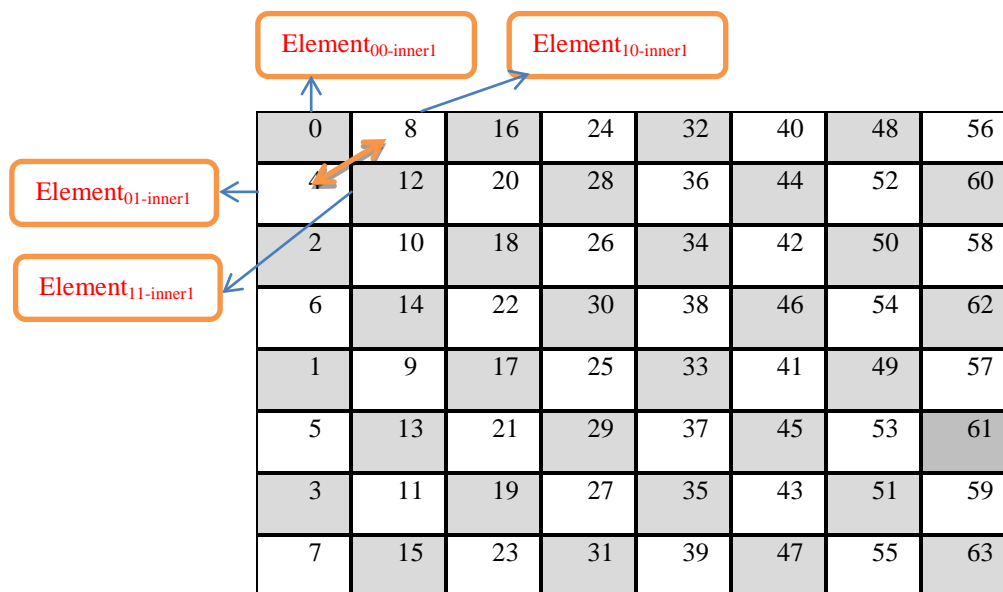 Element00-inner1
Element10-inner1
0 8 16 24 32 40 48 56
Element01-inner1
4 12 20 28 36 44 52 60
2 10 18 26 34 42 50 58
Element11-inner1
6 14 22 30 38 46 54 62
1 9 17 25 33 41 49 57
5 13 21 29 37 45 53 61
3 11 19 27 35 43 51 59
7 15 23 31 39 47 55 63